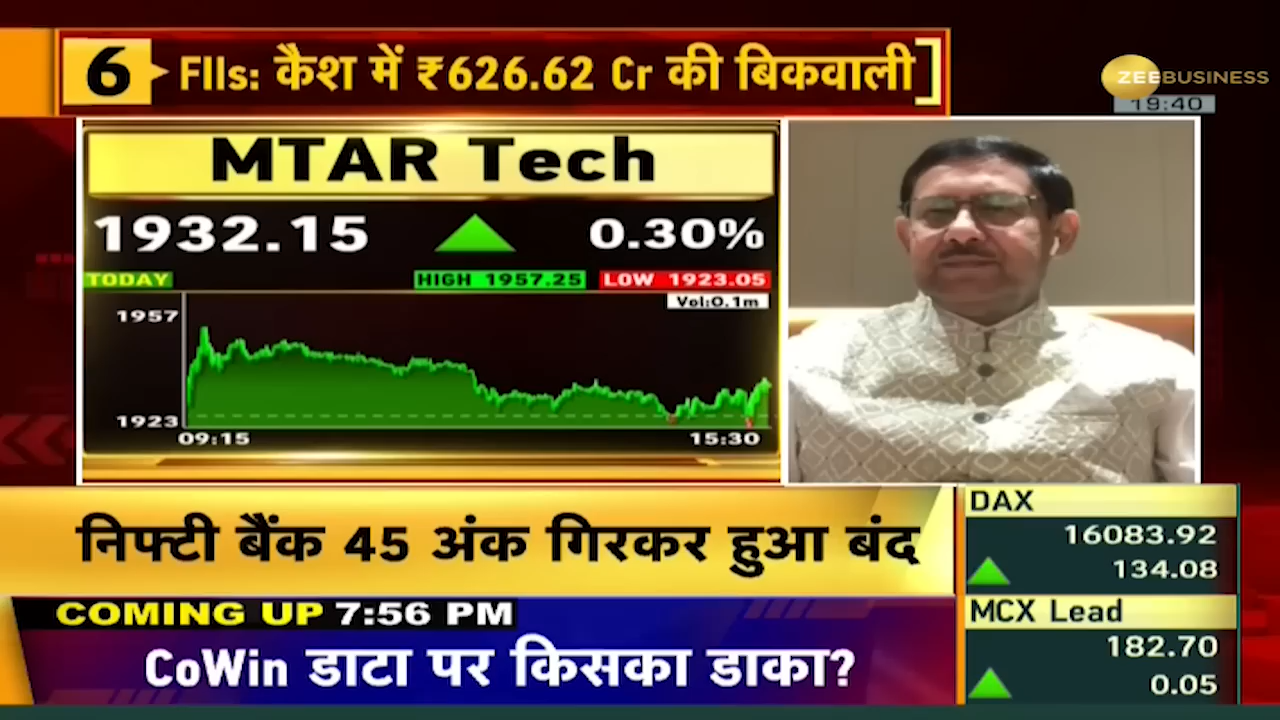 6 FIIs: कैश में ₹626.62 Cr की बिकवाली
ZEEBUSINESS
19:40
MTAR Tech
1932.15 0.30%
TODAY HIGH 1957.25 LOW 1923.05
Vol:0.1m
1957
1923
09:15 15:30
निफ्टी बैंक 45 अंक गिरकर हुआ बंद
DAX
16083.92
134.08
COMING UP 7:56 PM
CoWin डाटा पर किसका डाका?
MCX Lead
182.70
0.05